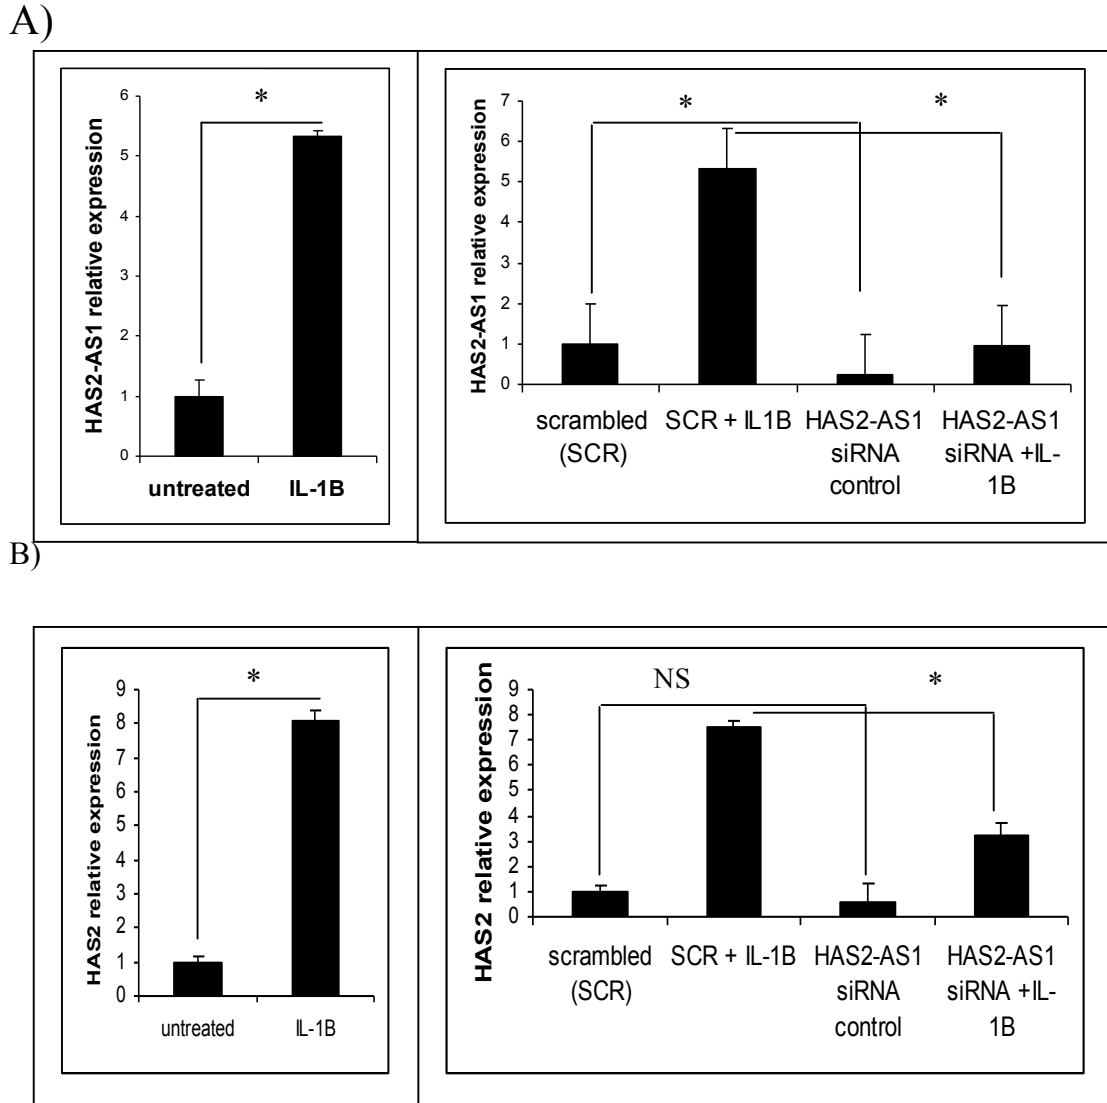 A)
HAS2-AS1 relative expression
6
5
4
3
2
1
0
*
untreated IL-1B
HAS2-AS1 relative expression
7
6
5
4
3
2
1
0
* *
scrambled SCR + IL1B HAS2-AS1 HAS2-AS1
(SCR) siRNA siRNA +IL-
control 1B
B)
HAS2 relative expression
9
8
7
6
5
4
3
2
1
0
*
untreated IL-1B
HAS2 relative expression
9
8
7
6
5
4
3
2
1
0
NS *
scrambled SCR + IL-1B HAS2-AS1 HAS2-AS1
(SCR) siRNA siRNA +IL-
control 1B